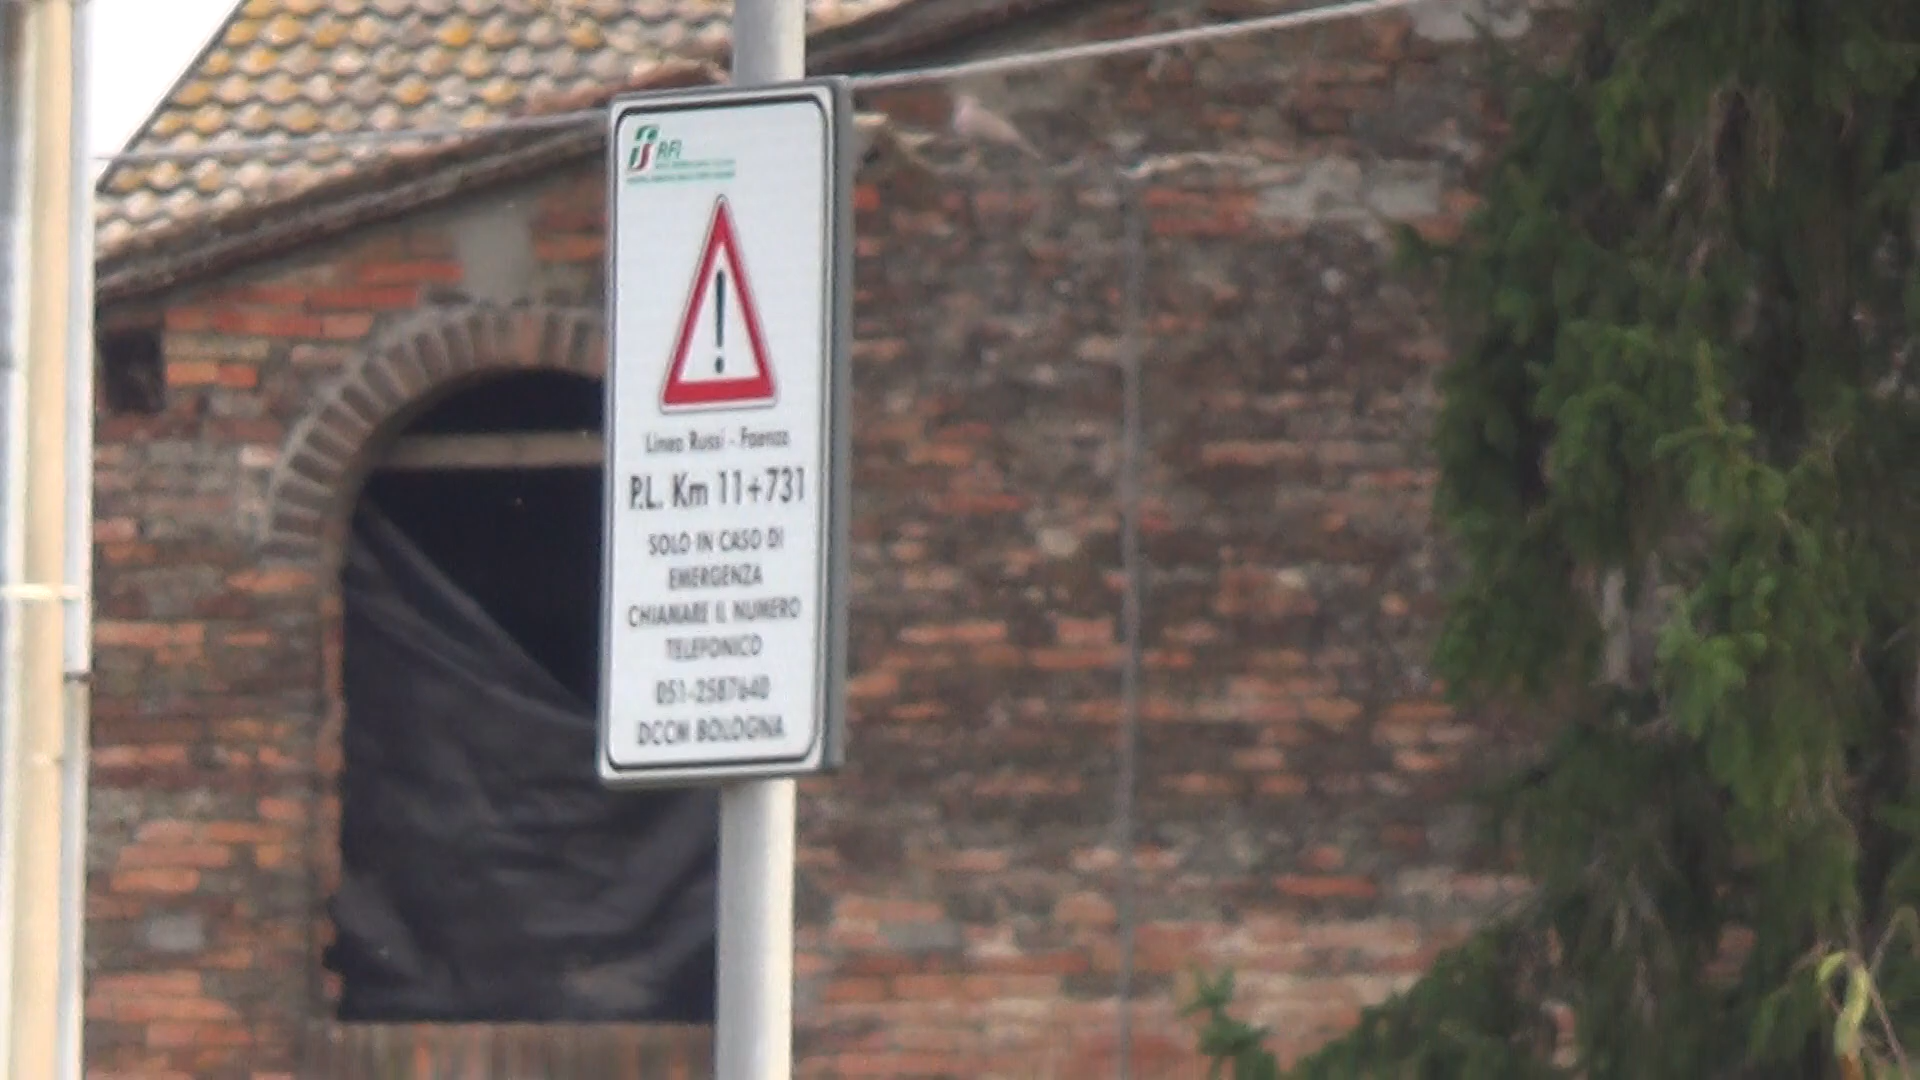 RFI
Linea Russi - Faenza
P.L. Km 11+731
SOLO IN CASO DI
EMERGENZA
CHIAMARE IL NUMERO
TELEFONICO
051-2587640
DCCM BOLOGNA